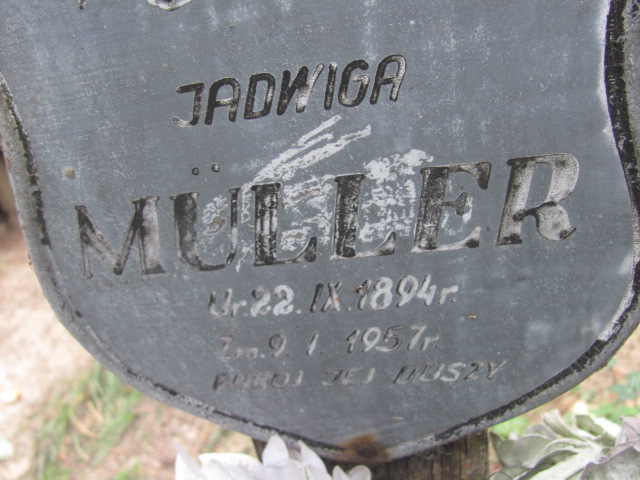 JADWIGA
MÜLLER
Ur. 22. IX. 1894 r.
Zm. 9. I. 1957 r.
POKÓJ JEJ DUSZY